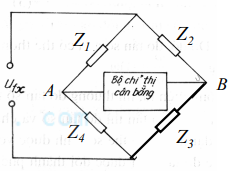 Z1
Z2
Ufx
A
Bộ chỉ thị
cân bằng
B
Z4
Z3